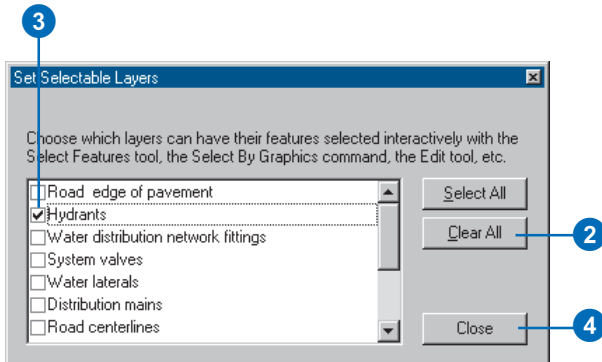 3
Set Selectable Layers
Choose which layers can have their features selected interactively with the
Select Features tool, the Select By Graphics command, the Edit tool, etc.
Road edge of pavement
Hydrants
Water distribution network fittings
System valves
Water laterals
Distribution mains
Road centerlines
Select All
Clear All
2
Close
4